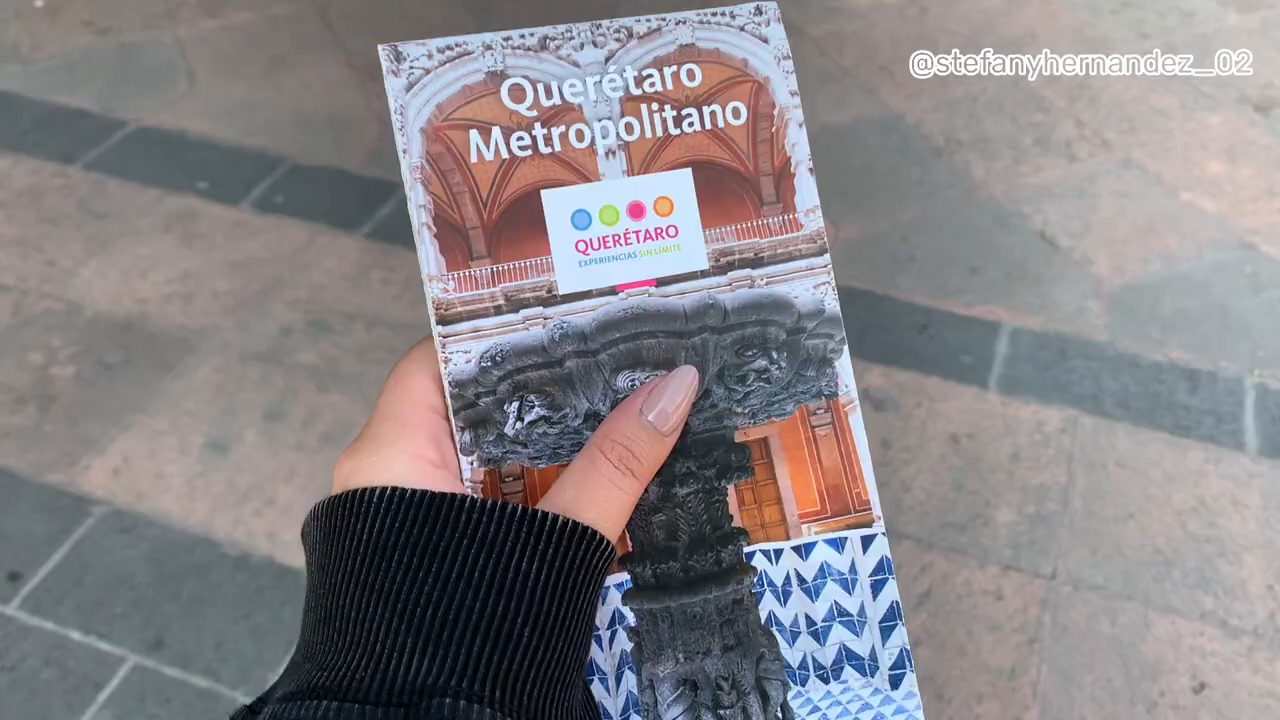 @stefanyhernandez_02
Querétaro
Metropolitano
QUERÉTARO
EXPERIENCIAS SIN LÍMITE